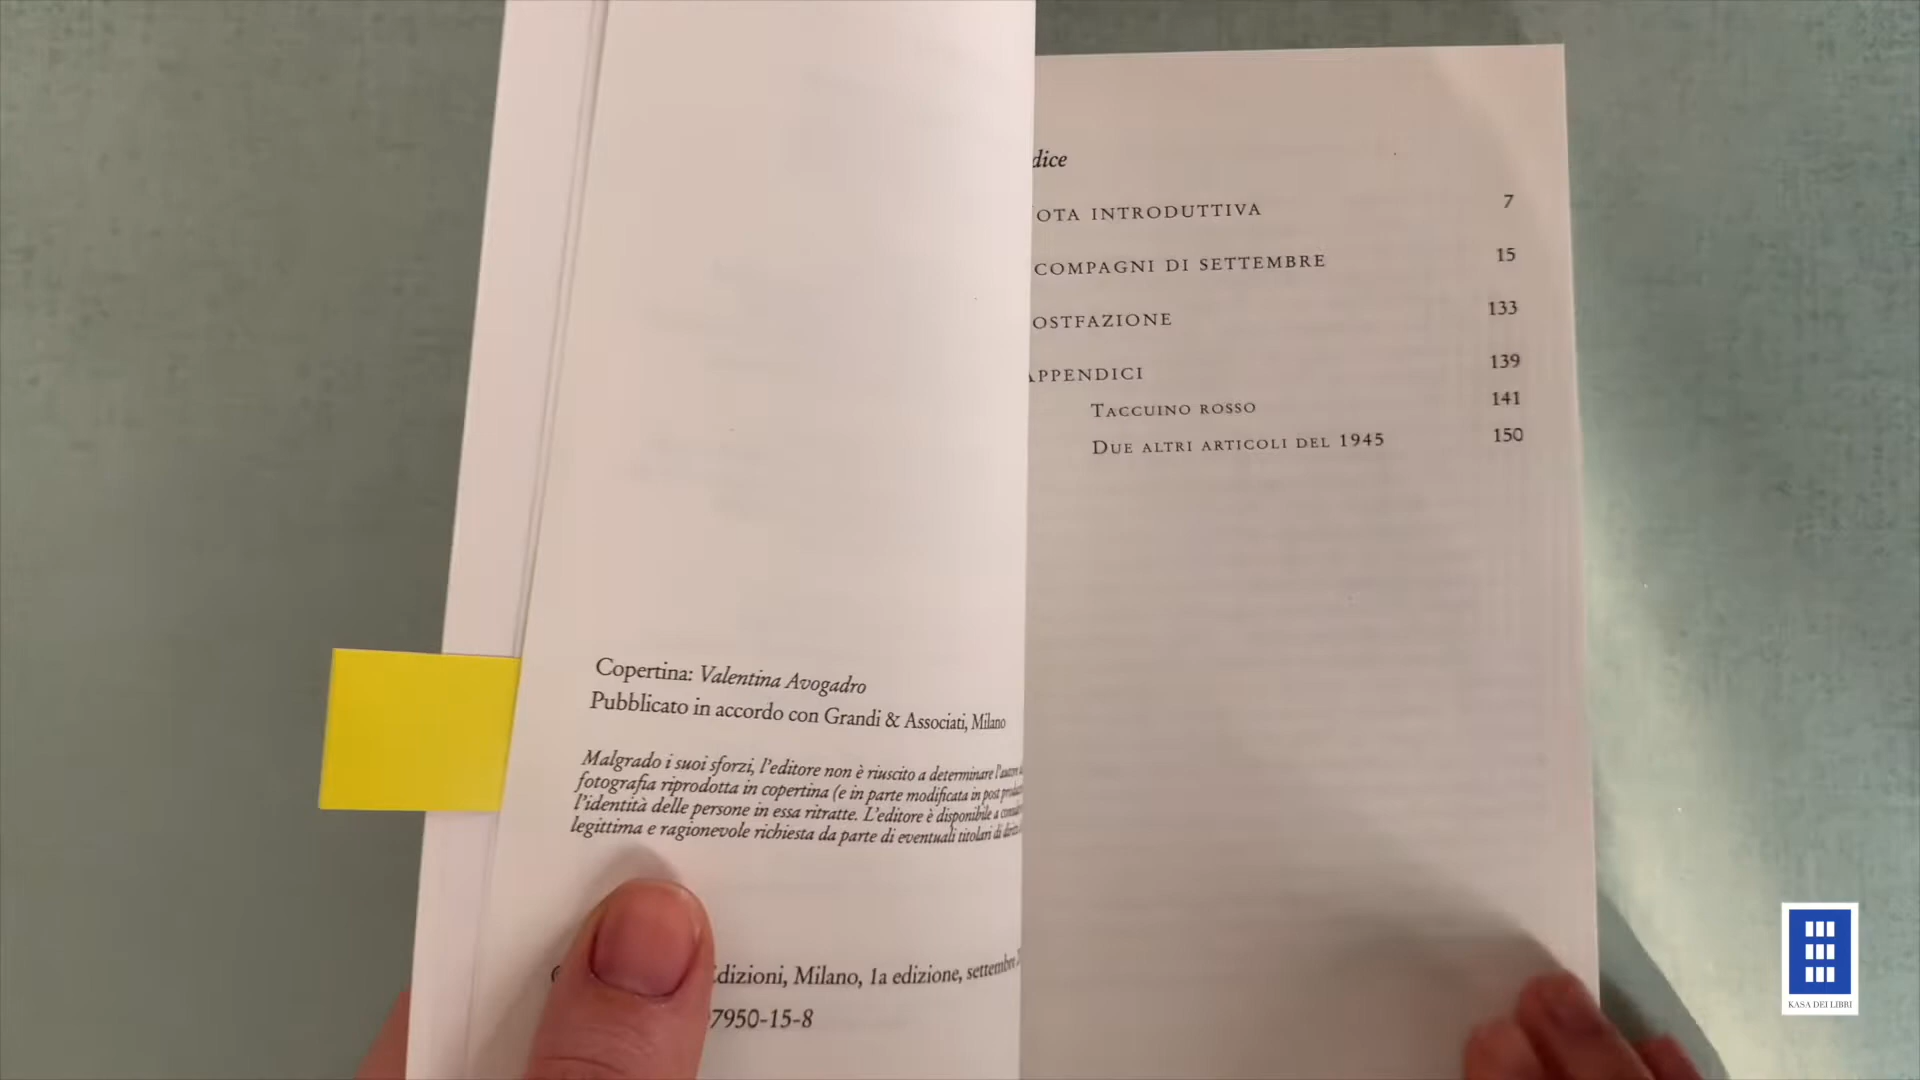 Copertina: Valentina Avogadro
Pubblicato in accordo con Grandi & Associati, Milano
Malgrado i suoi sforzi, l'editore non è riuscito a determinare l'autore
fotografia riprodotta in copertina (e in parte modificata in post
l'identità delle persone in essa ritratte. L'editore è disponibile a
legittima e ragionevole richiesta da parte di eventuali titolari di
dizioni, Milano, 1a edizione, settembre
7950-15-8
dice
OTA INTRODUTTIVA 7
COMPAGNI DI SETTEMBRE 15
OSTFAZIONE 133
APPENDICI 139
TACCUINO ROSSO 141
DUE ALTRI ARTICOLI DEL 1945 150
KASA DEI LIBRI